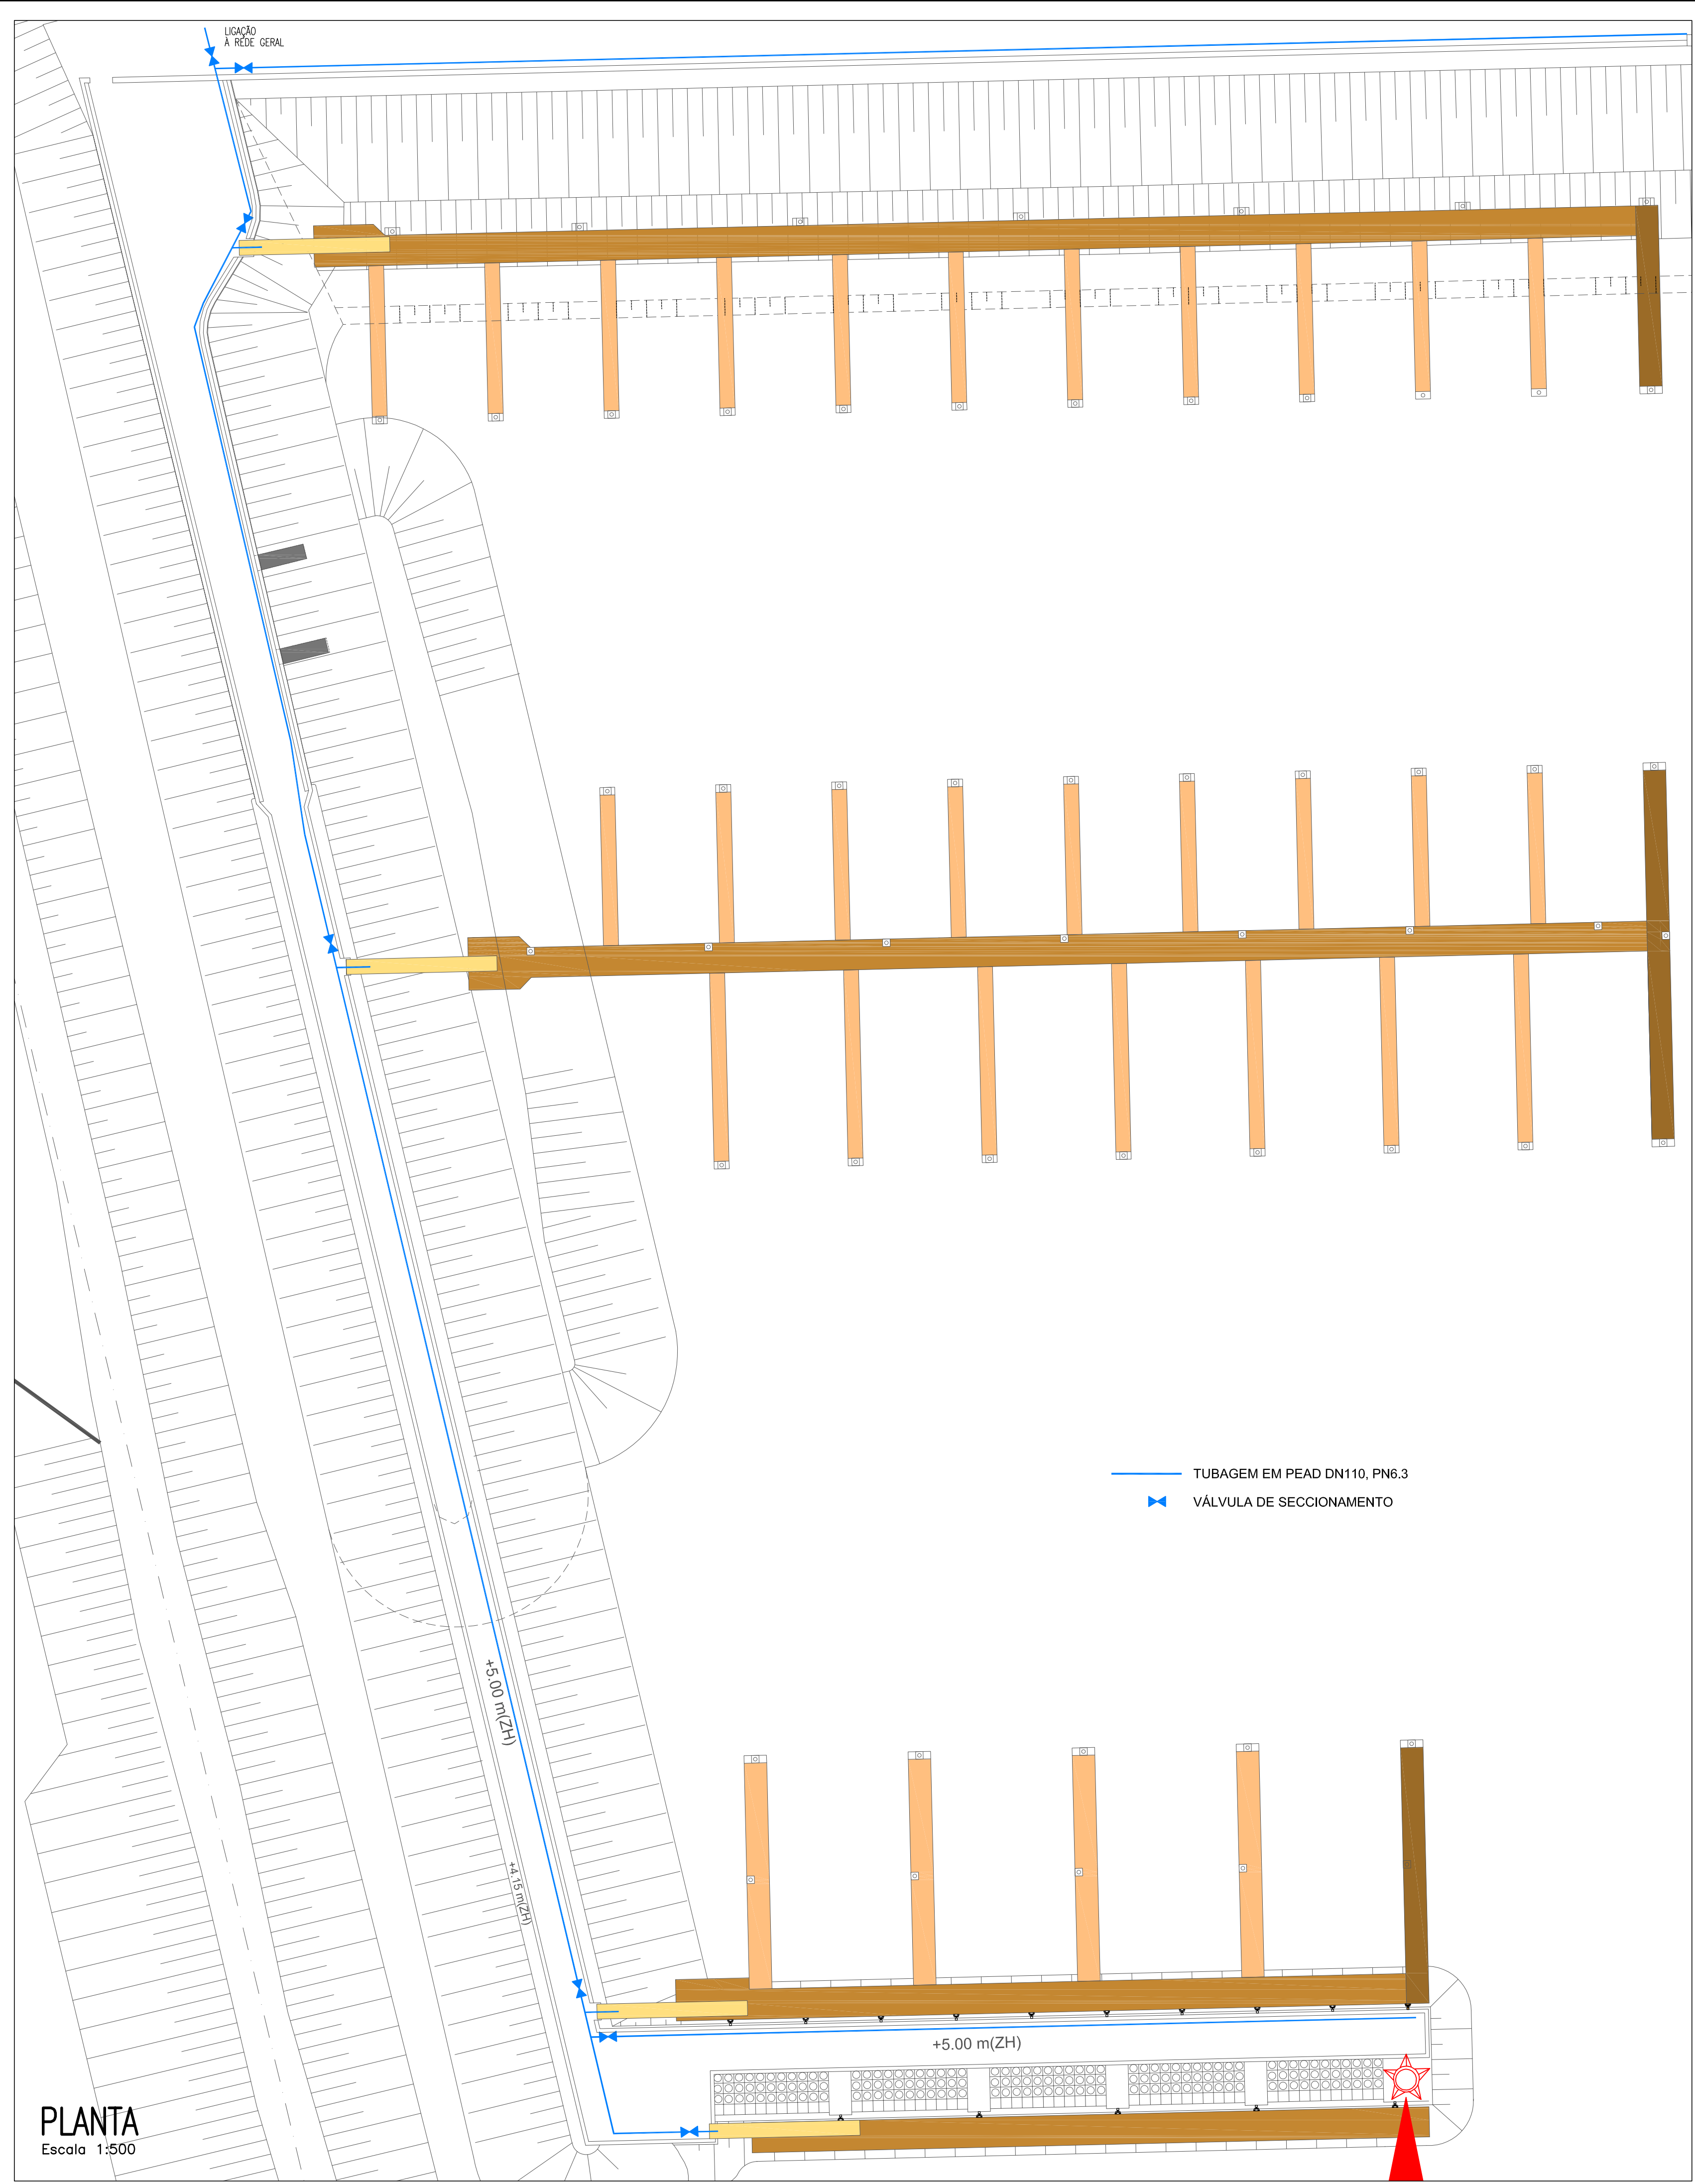 LIGAÇÃO
À REDE GERAL
TUBAGEM EM PEAD DN110, PN6.3
VÁLVULA DE SECCIONAMENTO
+5.00 m(ZH)
+4.15 m(ZH)
+5.00 m(ZH)
PLANTA
Escala 1:500